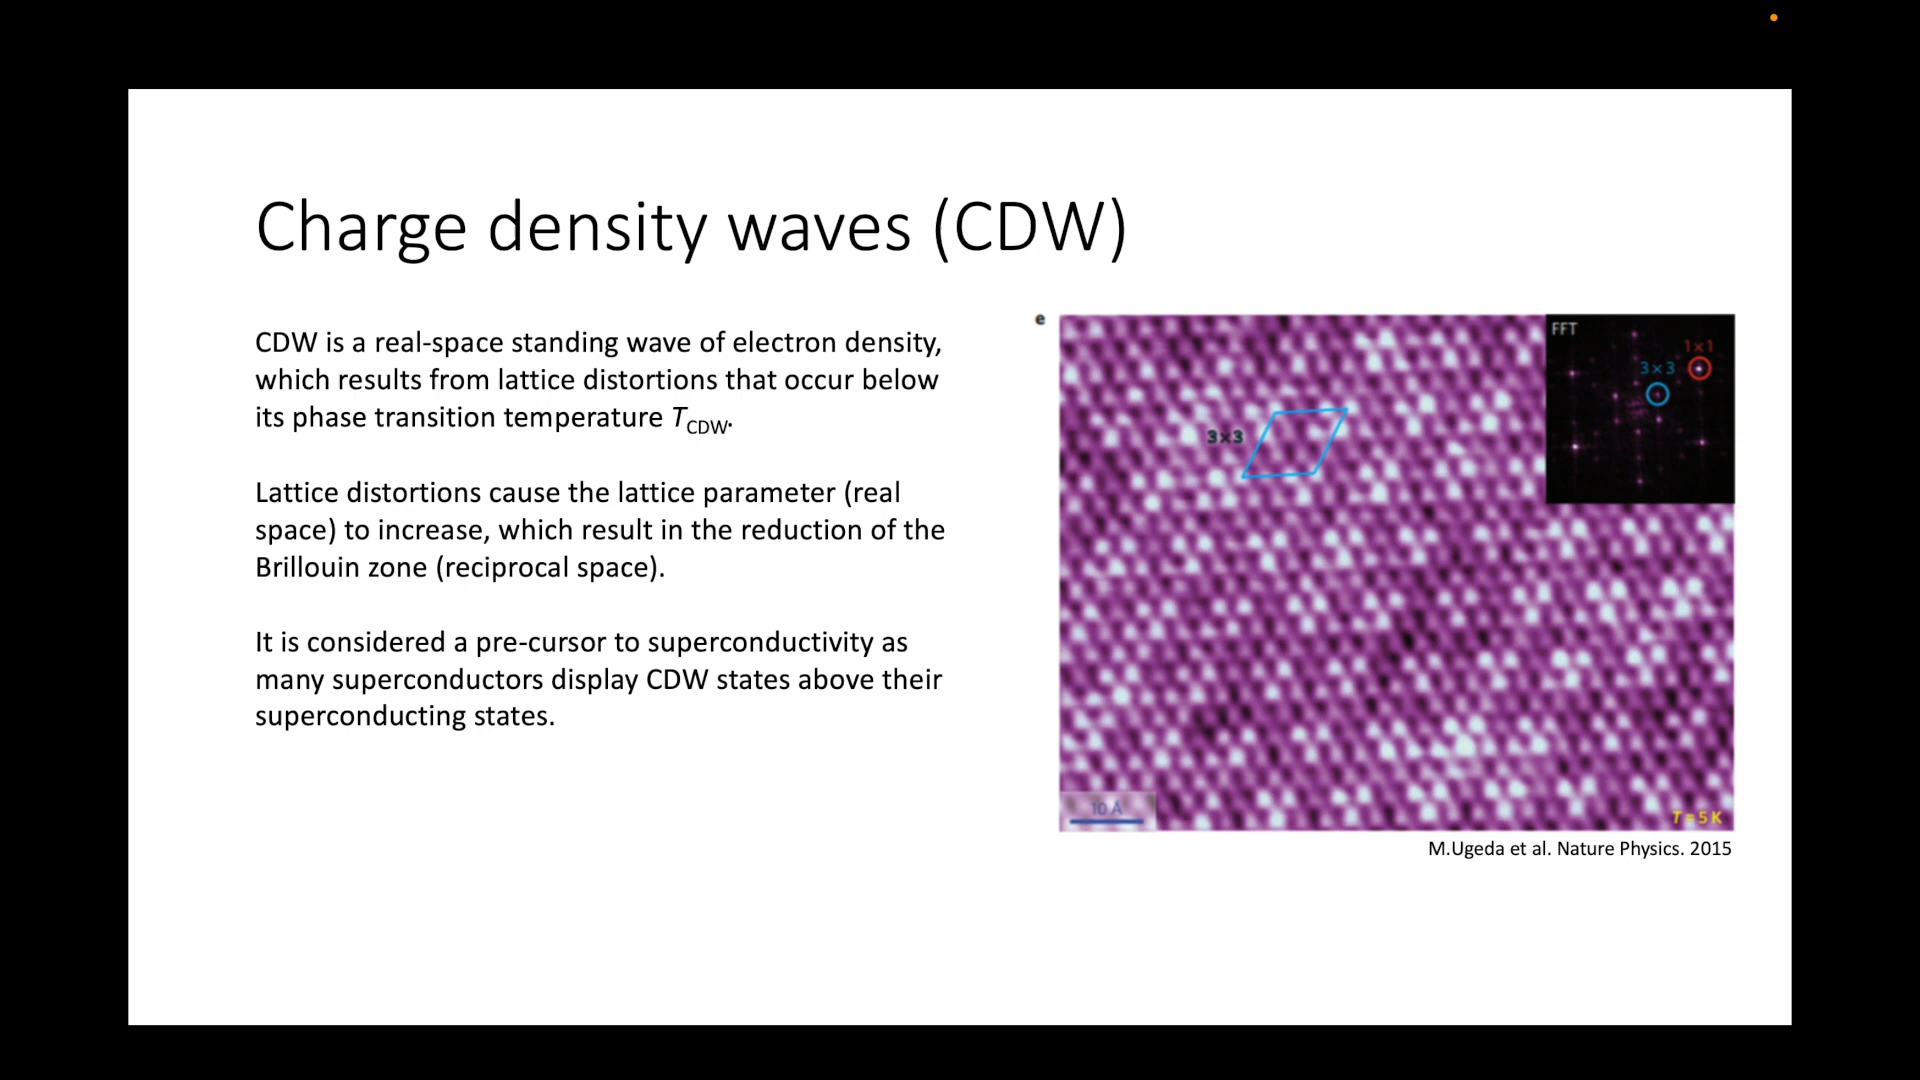 Charge density waves (CDW)
CDW is a real-space standing wave of electron density,
which results from lattice distortions that occur below
its phase transition temperature T_CDW.
Lattice distortions cause the lattice parameter (real
space) to increase, which result in the reduction of the
Brillouin zone (reciprocal space).
It is considered a pre-cursor to superconductivity as
many superconductors display CDW states above their
superconducting states.
e
FFT
1×1
3×3
3×3
10 Å
T = 5 K
M.Ugeda et al. Nature Physics. 2015